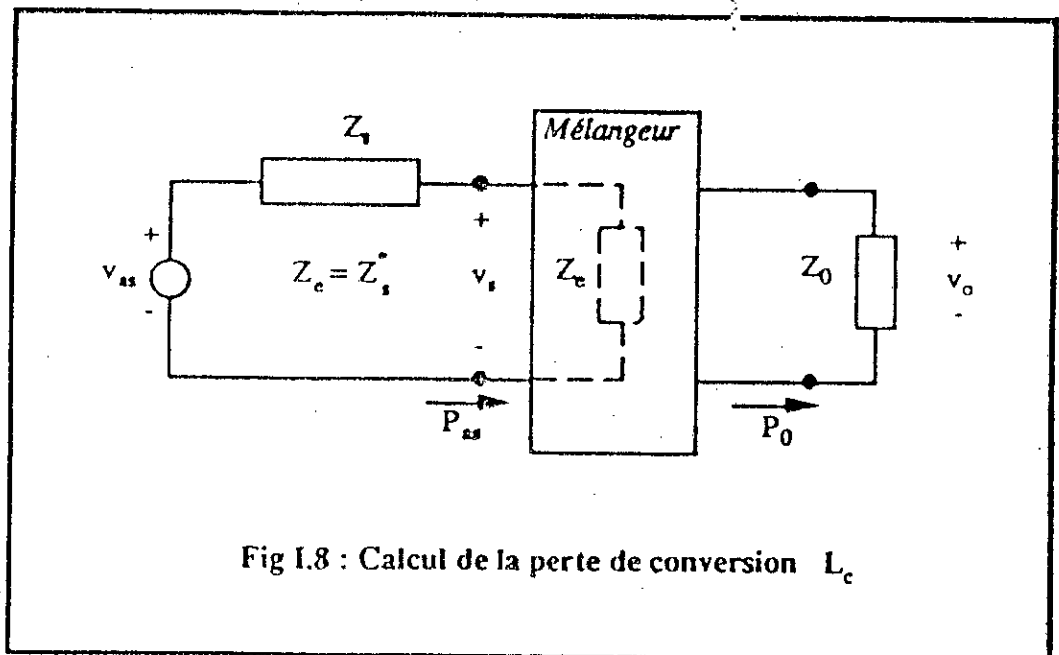 Mélangeur
Z_s
+
v_as
-
Z_e = Z_s*
+
v_s
-
Z_e
Z_0
+
v_o
-
P_as
P_0
Fig I.8 : Calcul de la perte de conversion L_c